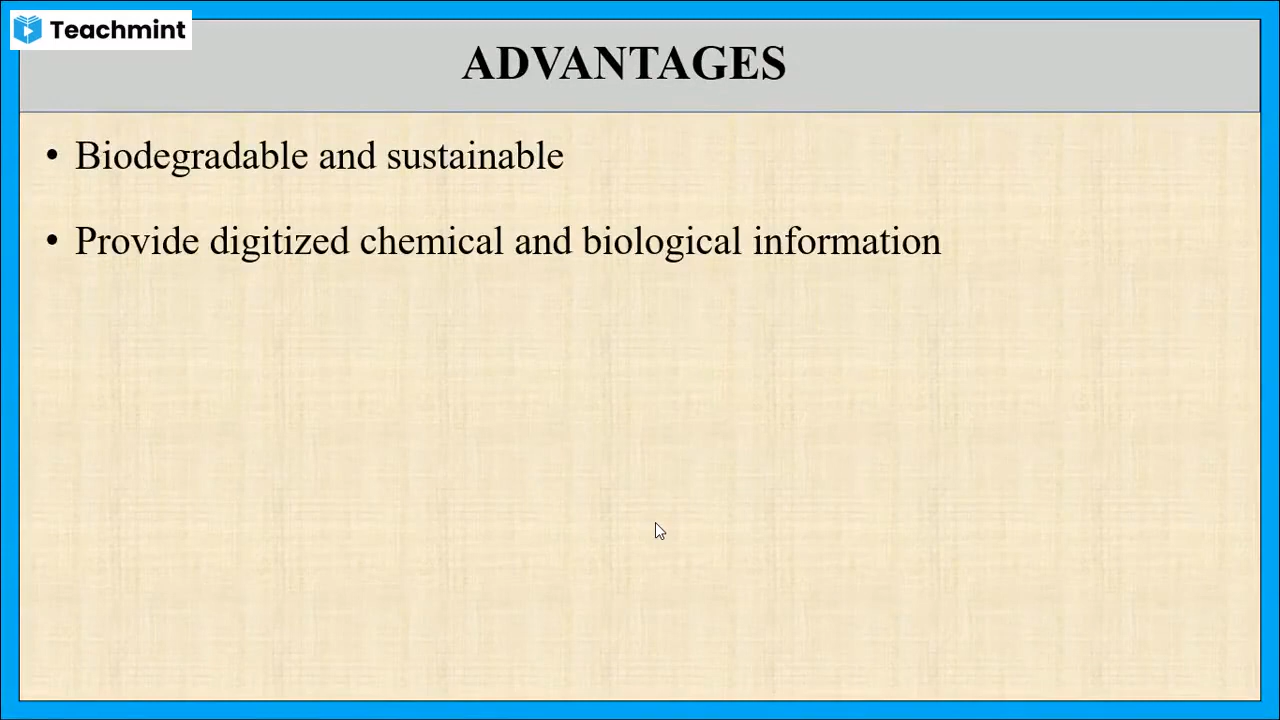 Teachmint
ADVANTAGES
• Biodegradable and sustainable
• Provide digitized chemical and biological information